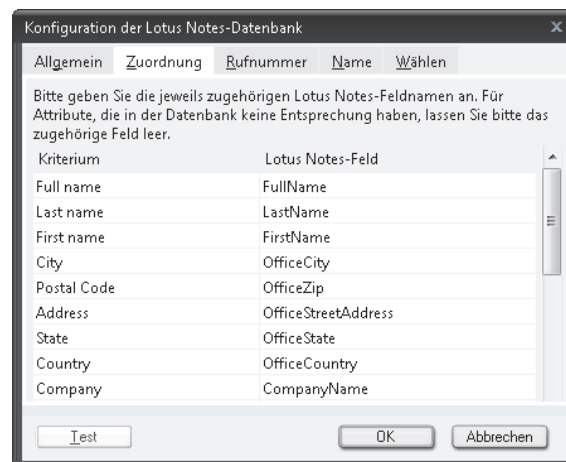 Konfiguration der Lotus Notes-Datenbank x
Allgemein Zuordnung Rufnummer Name Wählen
Bitte geben Sie die jeweils zugehörigen Lotus Notes-Feldnamen an. Für
Attribute, die in der Datenbank keine Entsprechung haben, lassen Sie bitte das
zugehörige Feld leer.
Kriterium Lotus Notes-Feld
Full name FullName
Last name LastName
First name FirstName
City OfficeCity
Postal Code OfficeZip
Address OfficeStreetAddress
State OfficeState
Country OfficeCountry
Company CompanyName
Test OK Abbrechen